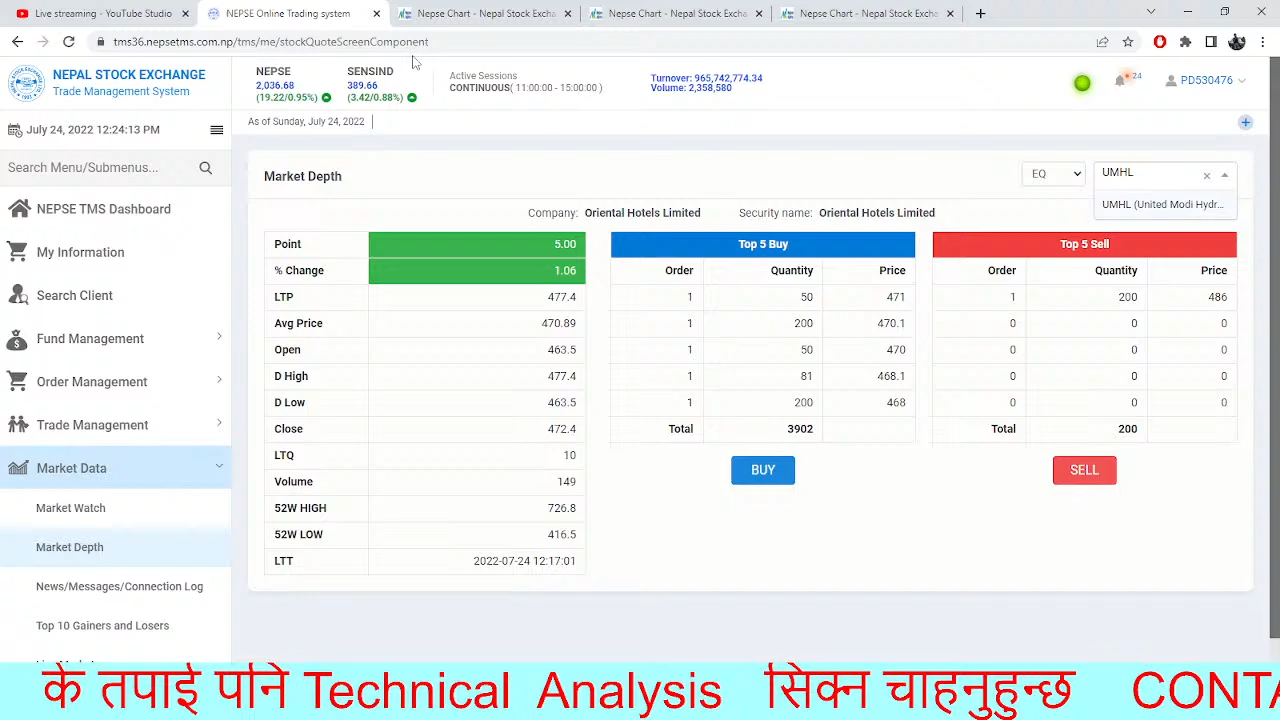 Live streaming - YouTube Studio
NEPSE Online Trading system
Nepse Chart - Nepal Stock Excha
Nepse Chart - Nepal Stock Excha
Nepse Chart - Nepal Stock Excha
tms36.nepsetms.com.np/tms/me/stockQuoteScreenComponent
NEPAL STOCK EXCHANGE
Trade Management System
NEPSE
2,036.68
(19.22/0.95%)
SENSIND
389.66
(3.42/0.88%)
Active Sessions
CONTINUOUS( 11:00:00 - 15:00:00 )
Turnover: 965,742,774.34
Volume: 2,358,580
24
PD530476
July 24, 2022 12:24:13 PM
As of Sunday, July 24, 2022
Search Menu/Submenus...
NEPSE TMS Dashboard
My Information
Search Client
Fund Management
Order Management
Trade Management
Market Data
Market Watch
Market Depth
News/Messages/Connection Log
Top 10 Gainers and Losers
Market Depth
EQ
UMHL
UMHL (United Modi Hydr...
Company: Oriental Hotels Limited Security name: Oriental Hotels Limited
Point 5.00
% Change 1.06
LTP 477.4
Avg Price 470.89
Open 463.5
D High 477.4
D Low 463.5
Close 472.4
LTQ 10
Volume 149
52W HIGH 726.8
52W LOW 416.5
LTT 2022-07-24 12:17:01
Top 5 Buy
Order Quantity Price
1 50 471
1 200 470.1
1 50 470
1 81 468.1
1 200 468
Total 3902
BUY
Top 5 Sell
Order Quantity Price
1 200 486
0 0 0
0 0 0
0 0 0
0 0 0
Total 200
SELL
के तपाई पनि Technical Analysis सिक्न चाहनुहुन्छ CONTA